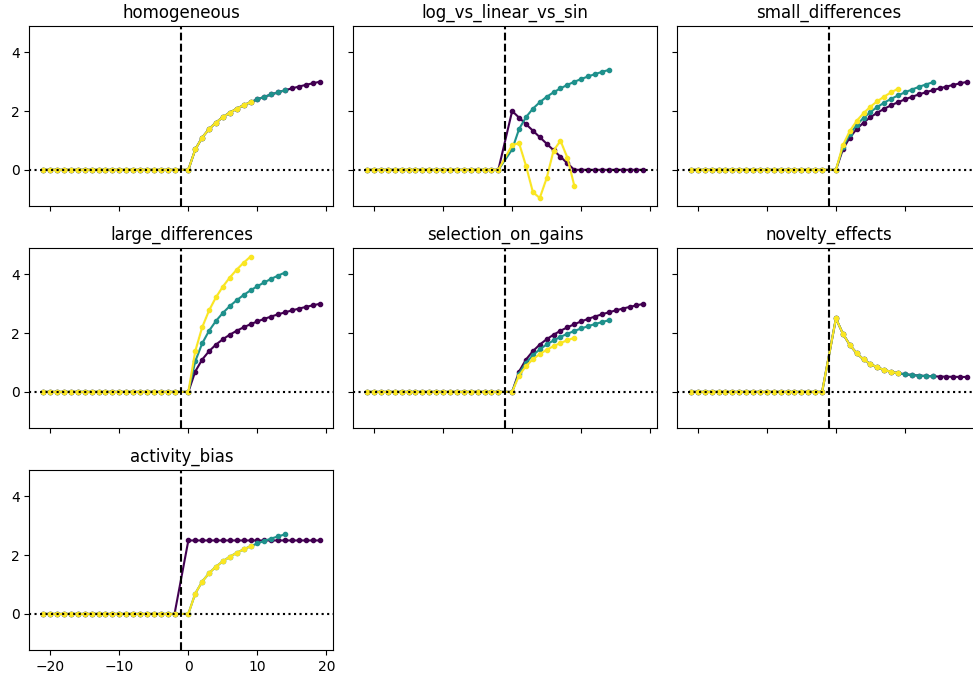 homogeneous
log_vs_linear_vs_sin
small_differences
4
2
0
large_differences
selection_on_gains
novelty_effects
4
2
0
activity_bias
4
2
0
−20
−10
0
10
20